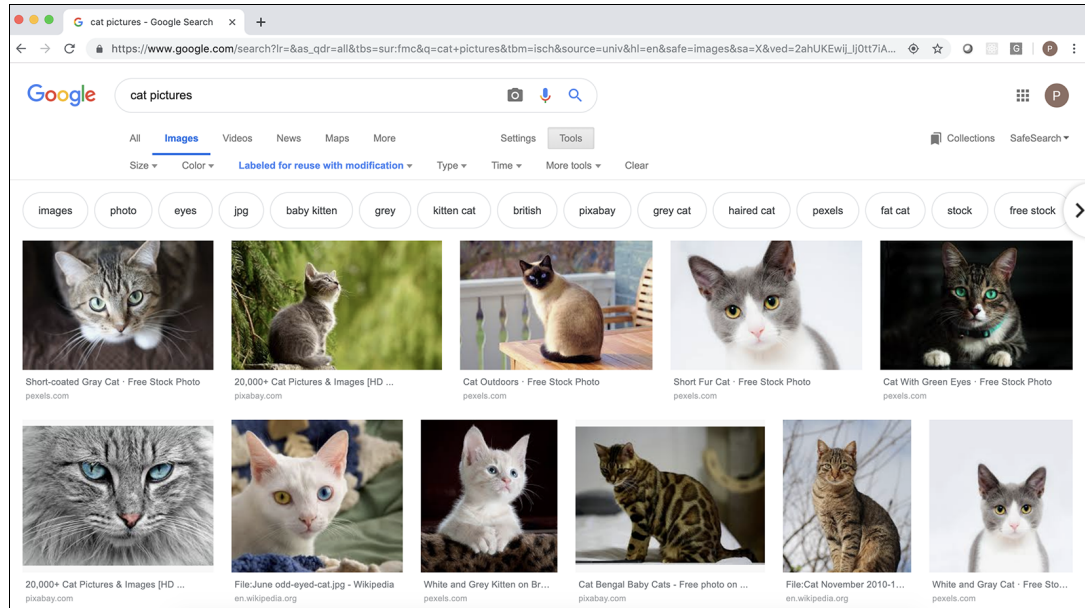 cat pictures - Google Search
https://www.google.com/search?lr=&as_qdr=all&tbs=sur:fmc&q=cat+pictures&tbm=isch&source=univ&hl=en&safe=images&sa=X&ved=2ahUKEwij_Ij0tt7iA...
G P
Google cat pictures P
All Images Videos News Maps More Settings Tools Collections SafeSearch
Size Color Labeled for reuse with modification Type Time More tools Clear
images photo eyes jpg baby kitten grey kitten cat british pixabay grey cat haired cat pexels fat cat stock free stock
Short-coated Gray Cat · Free Stock Photo 20,000+ Cat Pictures & Images [HD ... Cat Outdoors · Free Stock Photo Short Fur Cat · Free Stock Photo Cat With Green Eyes · Free Stock Photo
pexels.com pixabay.com pexels.com pexels.com pexels.com
20,000+ Cat Pictures & Images [HD ... File:June odd-eyed-cat.jpg - Wikipedia White and Grey Kitten on Br... Cat Bengal Baby Cats - Free photo on ... File:Cat November 2010-1... White and Gray Cat · Free Sto...
pixabay.com en.wikipedia.org pexels.com pixabay.com en.wikipedia.org pexels.com